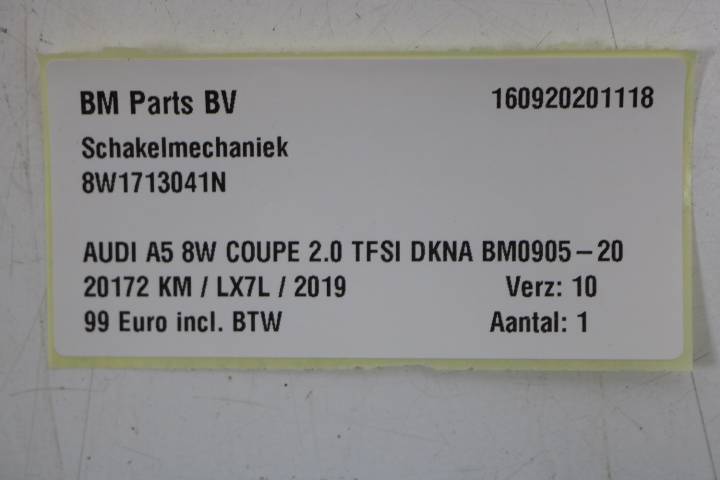 BM Parts BV 160920201118
Schakelmechaniek
8W1713041N
AUDI A5 8W COUPE 2.0 TFSI DKNA BM0905-20
20172 KM / LX7L / 2019 Verz: 10
99 Euro incl. BTW Aantal: 1